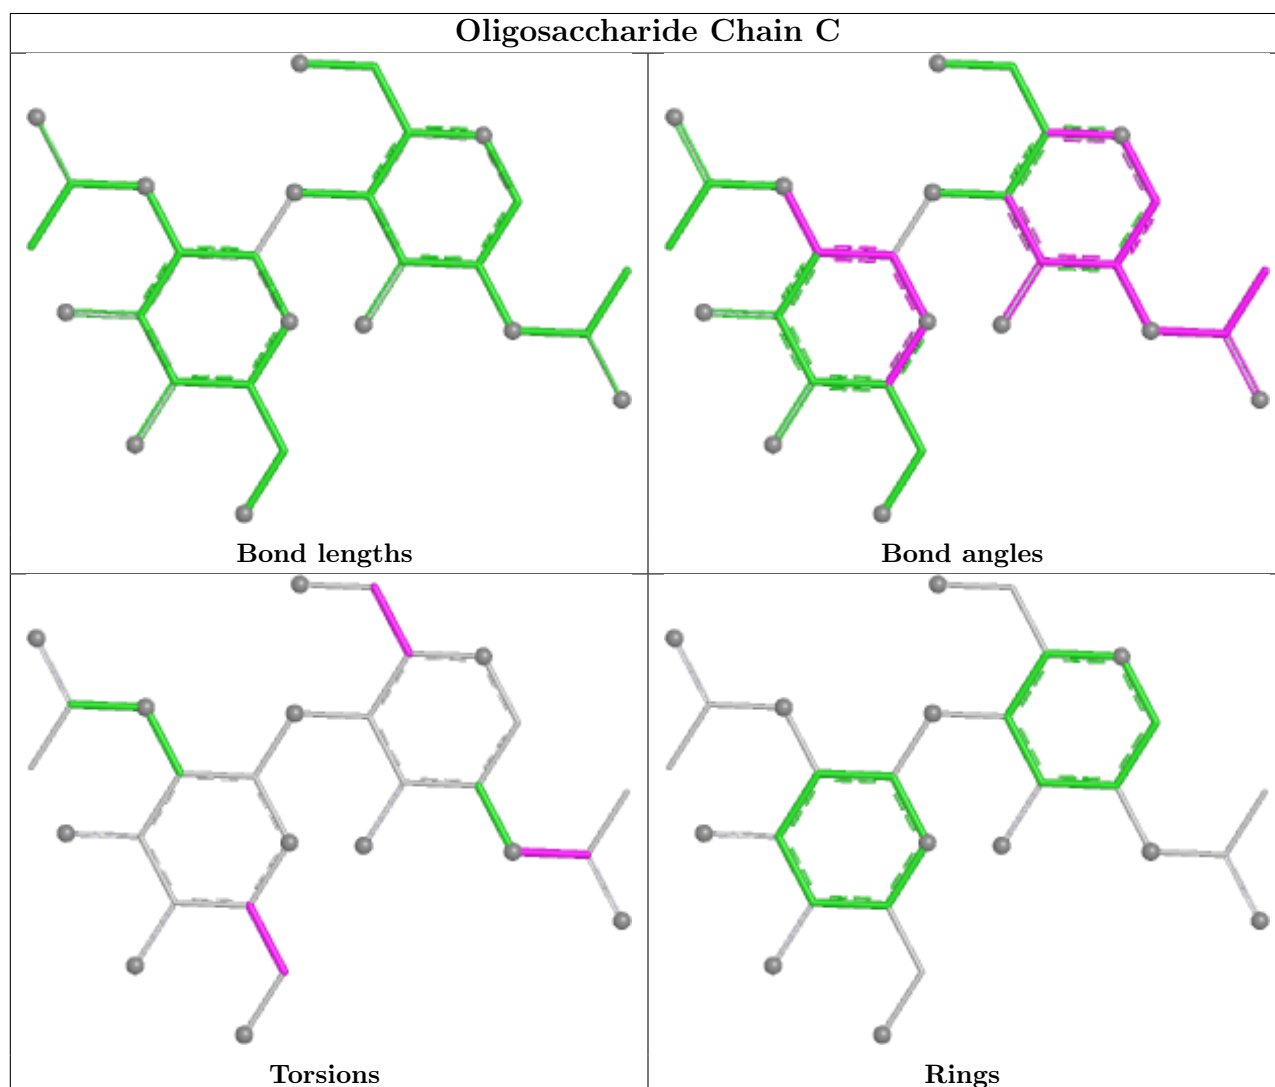 Oligosaccharide Chain C
Bond lengths
Bond angles
Torsions
Rings